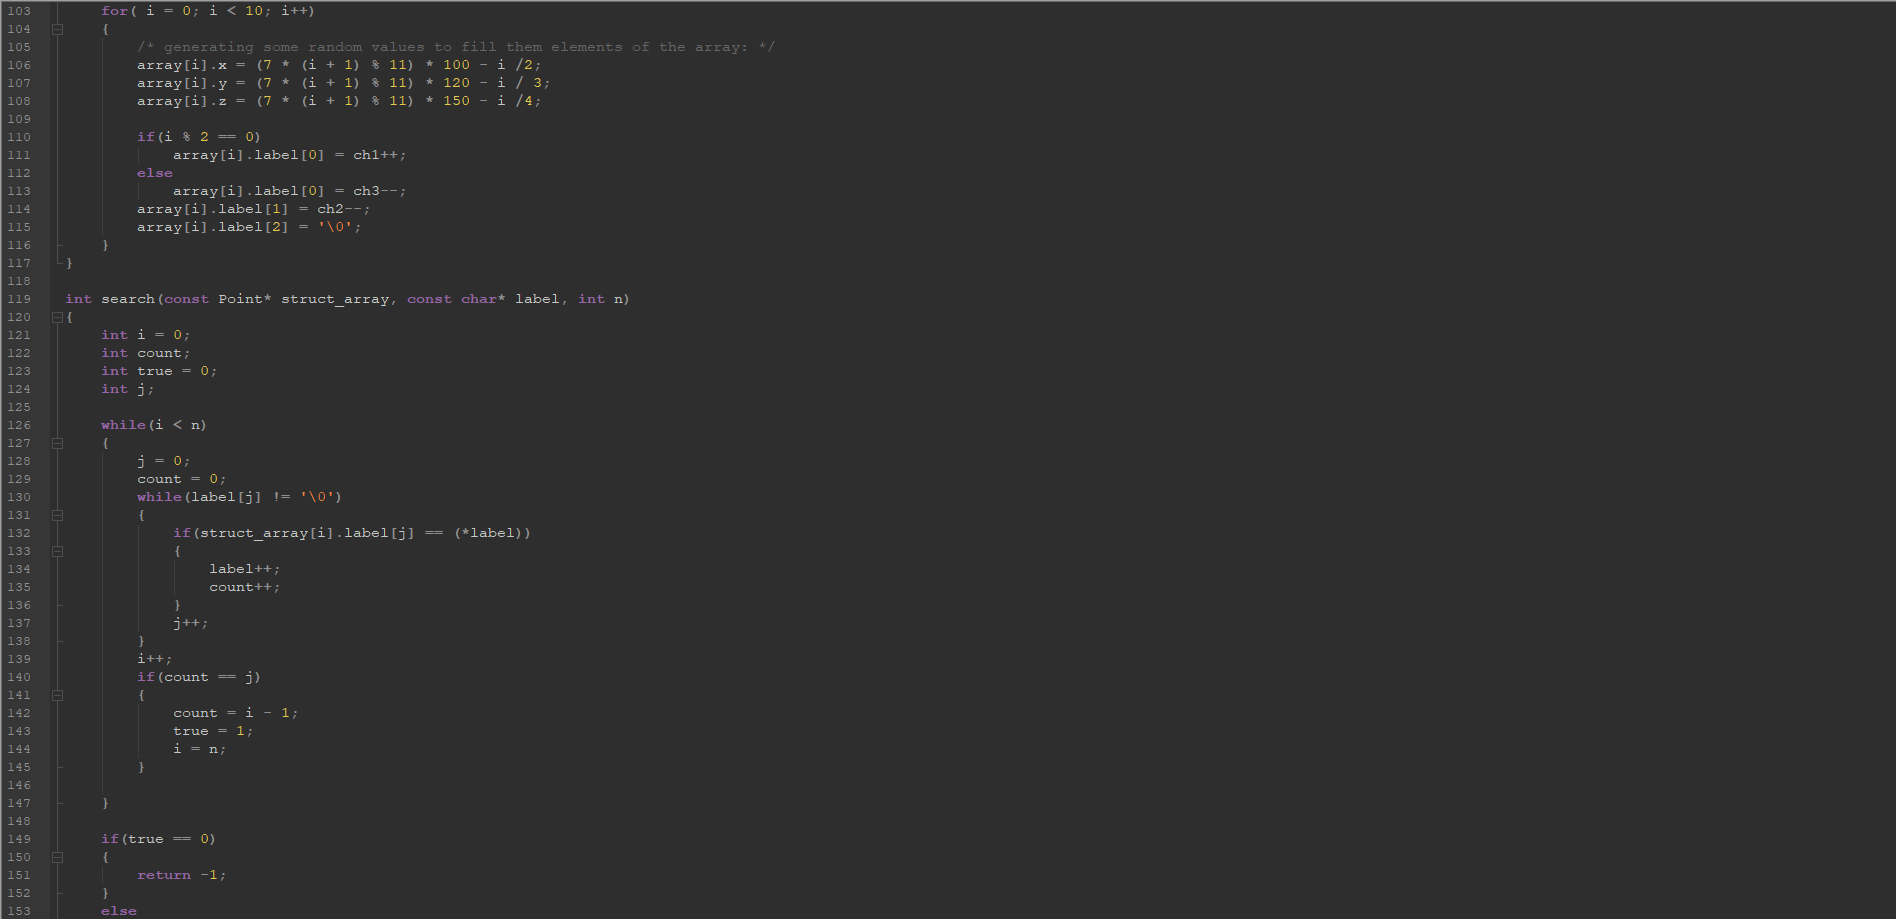 103 for( i = 0; i < 10; i++)
104 {
105 /* generating some random values to fill them elements of the array: */
106 array[i].x = (7 * (i + 1) % 11) * 100 - i /2;
107 array[i].y = (7 * (i + 1) % 11) * 120 - i / 3;
108 array[i].z = (7 * (i + 1) % 11) * 150 - i /4;
109
110 if(i % 2 == 0)
111 array[i].label[0] = ch1++;
112 else
113 array[i].label[0] = ch3--;
114 array[i].label[1] = ch2--;
115 array[i].label[2] = '\0';
116 }
117 }
118
119 int search(const Point* struct_array, const char* label, int n)
120 {
121 int i = 0;
122 int count;
123 int true = 0;
124 int j;
125
126 while(i < n)
127 {
128 j = 0;
129 count = 0;
130 while(label[j] != '\0')
131 {
132 if(struct_array[i].label[j] == (*label))
133 {
134 label++;
135 count++;
136 }
137 j++;
138 }
139 i++;
140 if(count == j)
141 {
142 count = i - 1;
143 true = 1;
144 i = n;
145 }
146
147 }
148
149 if(true == 0)
150 {
151 return -1;
152 }
153 else